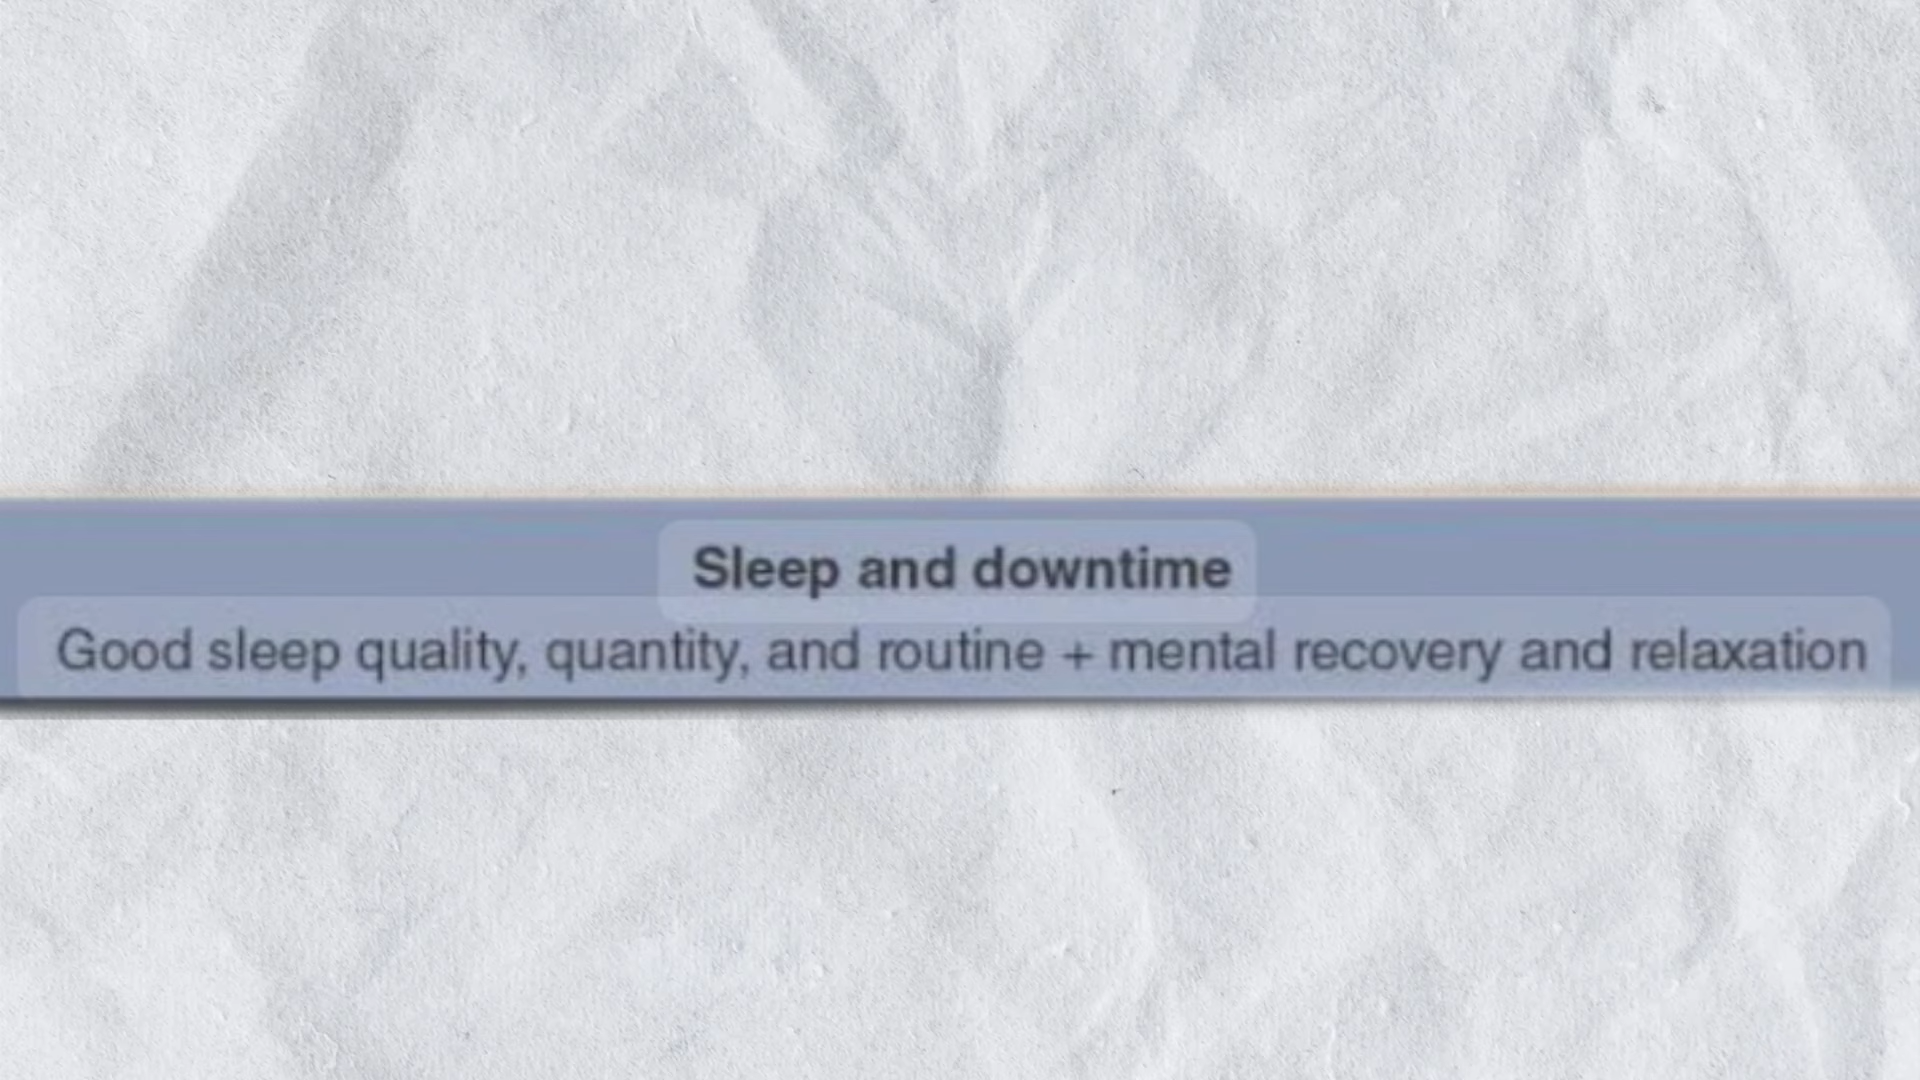 Sleep and downtime
Good sleep quality, quantity, and routine + mental recovery and relaxation